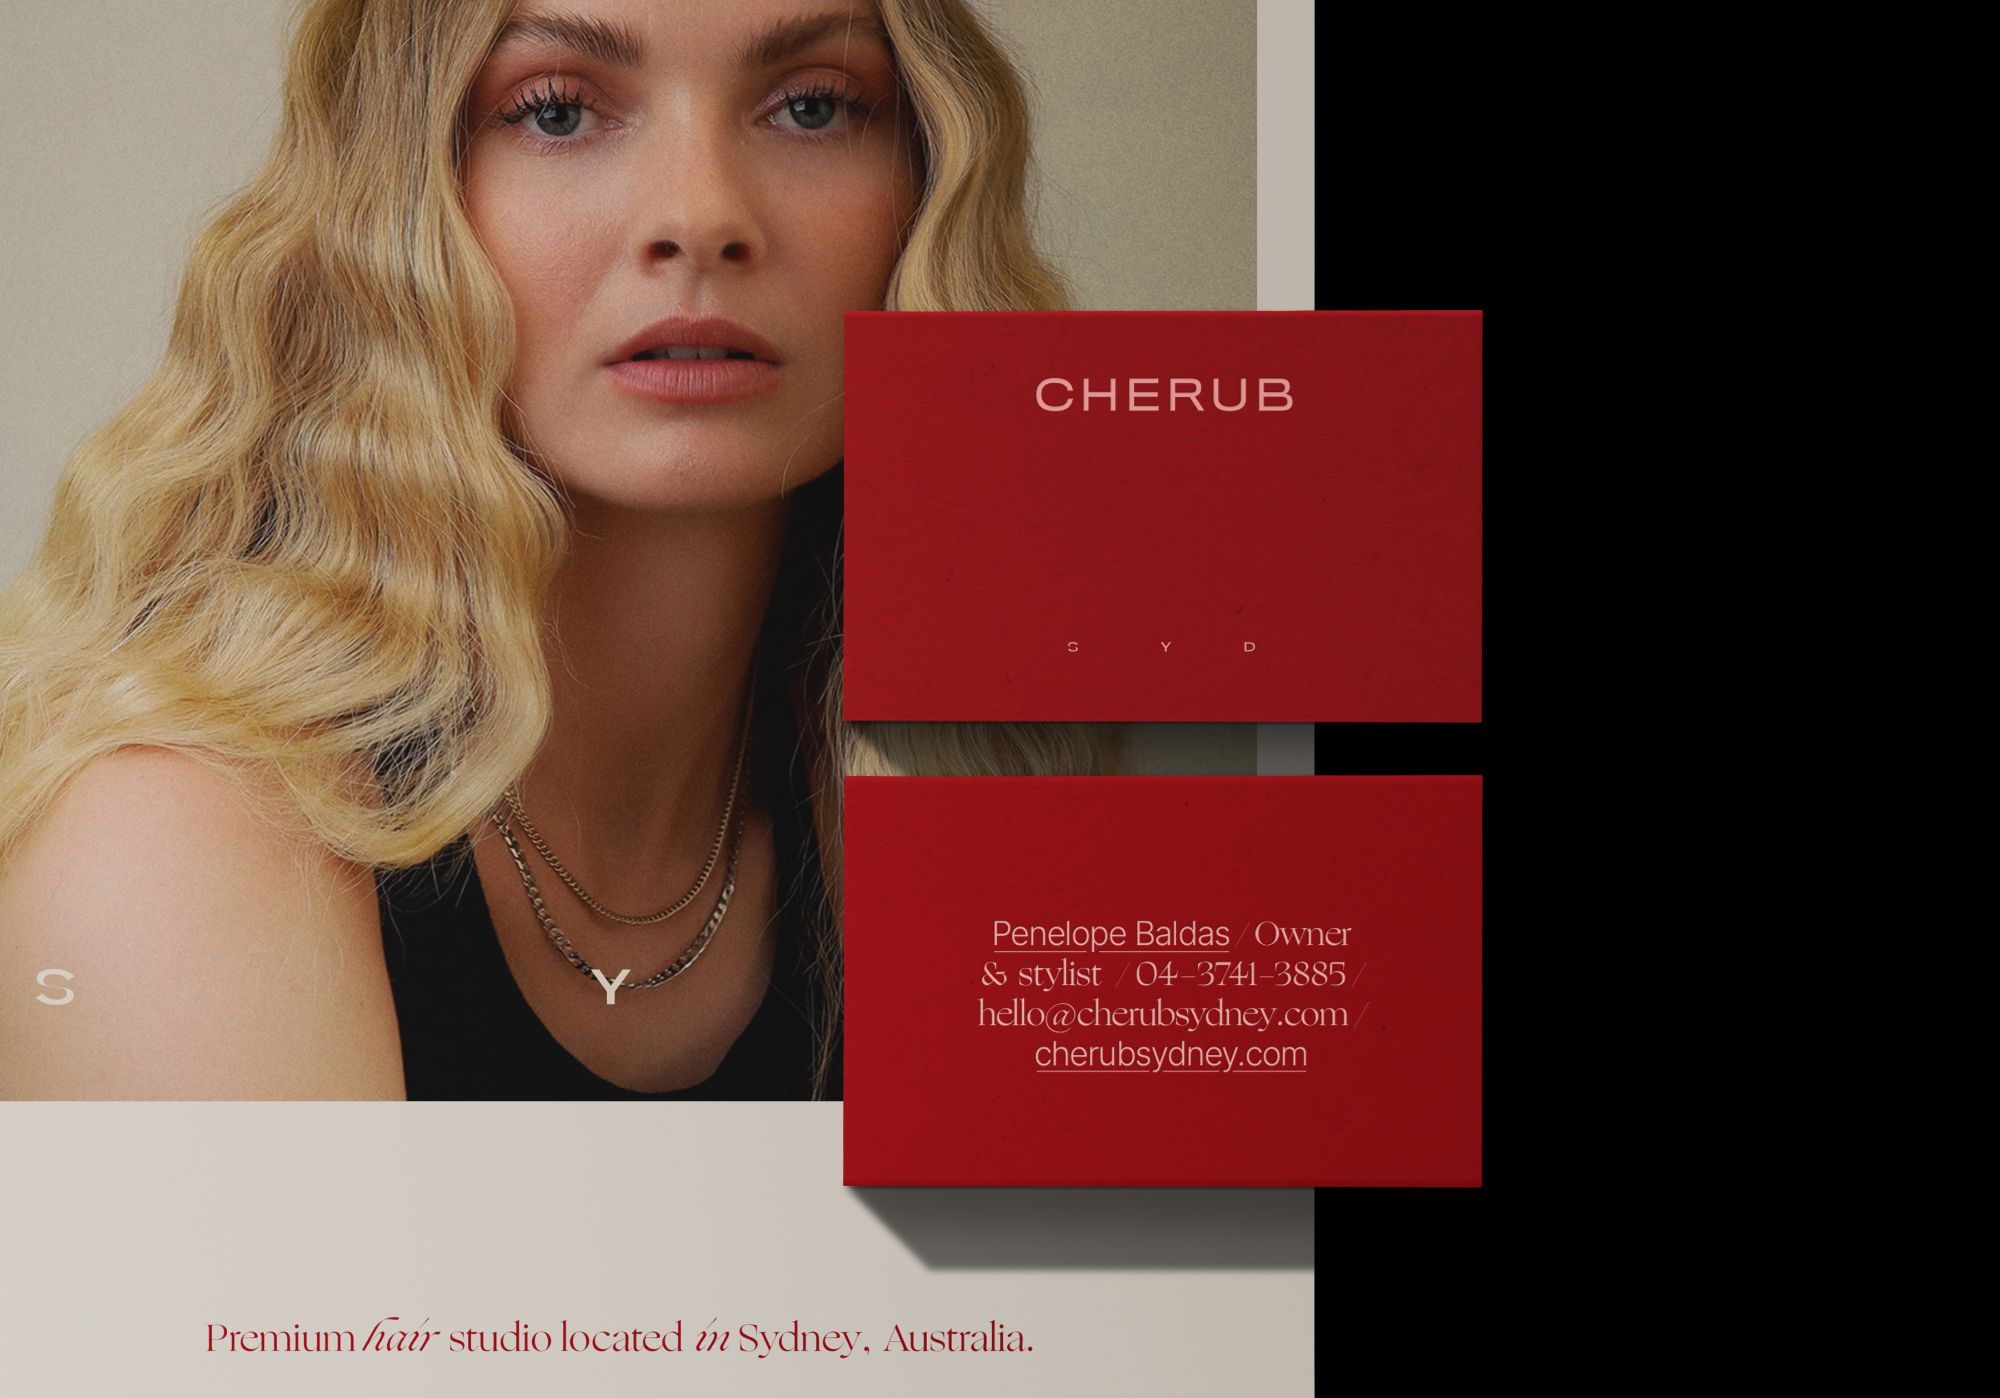 CHERUB
S Y D
Penelope Baldas / Owner
& stylist / 04-3741-3885 /
hello@cherubsydney.com /
cherubsydney.com
S Y
Premium hair studio located in Sydney, Australia.